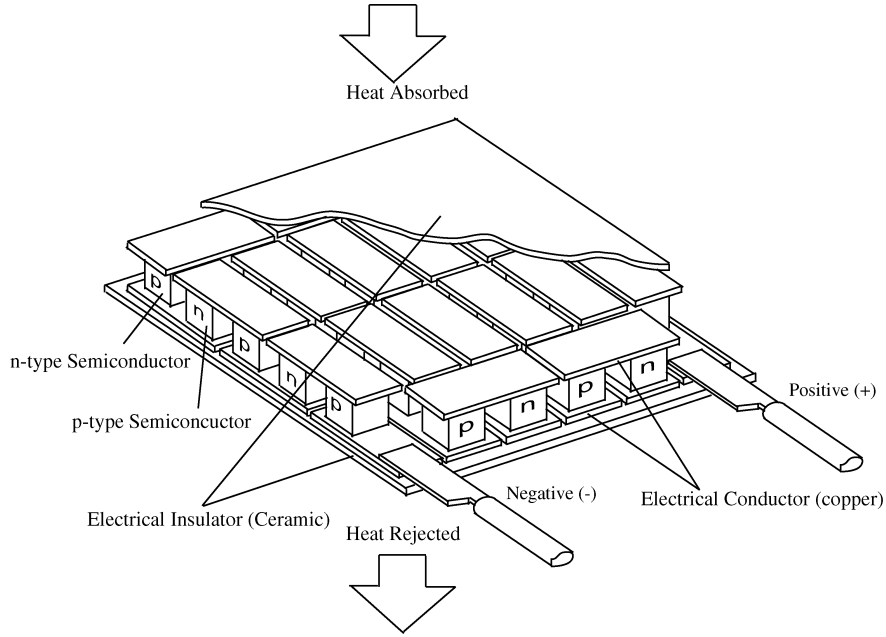 Heat Absorbed
p
n
p
n
p
p
n
p
n
n-type Semiconductor
p-type Semiconcuctor
Positive (+)
Negative (-)
Electrical Conductor (copper)
Electrical Insulator (Ceramic)
Heat Rejected